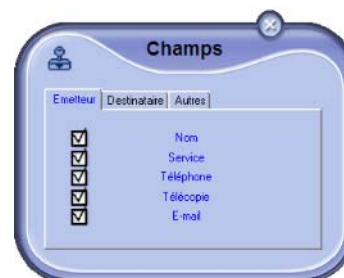 Champs
Emetteur Destinataire Autres
Nom
Service
Téléphone
Télécopie
E-mail